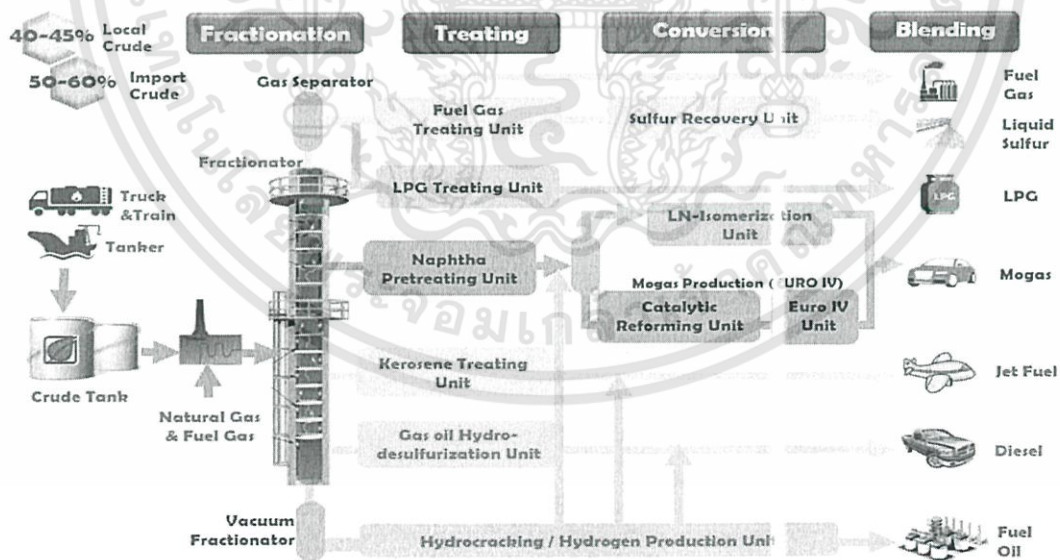 Fractionation
Treating
Conversion
Blending
40-45% Local
Crude
50-60% Import
Crude
Gas Separator
Fractionator
Truck
&Train
Tanker
Crude Tank
Natural Gas
& Fuel Gas
Vacuum
Fractionator
Fuel Gas
Treating Unit
LPG Treating Unit
Naphtha
Pretreating Unit
Kerosene Treating
Unit
Gas oil Hydro-
desulfurization Unit
Hydrocracking / Hydrogen Production Unit
Sulfur Recovery Unit
LN-Isomerization
Unit
Mogas Production (EURO IV)
Catalytic
Reforming Unit
Euro IV
Unit
Fuel
Gas
Liquid
Sulfur
LPG
LPG
Mogas
Jet Fuel
Diesel
Fuel
Oil